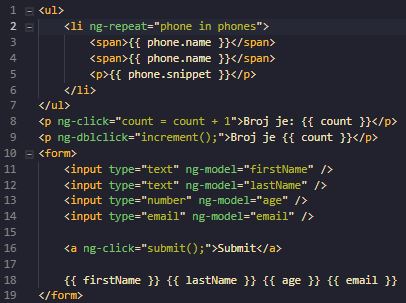 1 <ul>
2 <li ng-repeat="phone in phones">
3 <span>{{ phone.name }}</span>
4 <span>{{ phone.name }}</span>
5 <p>{{ phone.snippet }}</p>
6 </li>
7 </ul>
8 <p ng-click="count = count + 1">Broj je: {{ count }}</p>
9 <p ng-dblclick="increment();">Broj je {{ count }}</p>
10 <form>
11 <input type="text" ng-model="firstName" />
12 <input type="text" ng-model="lastName" />
13 <input type="number" ng-model="age" />
14 <input type="email" ng-model="email" />
15
16 <a ng-click="submit();">Submit</a>
17
18 {{ firstName }} {{ lastName }} {{ age }} {{ email }}
19 </form>